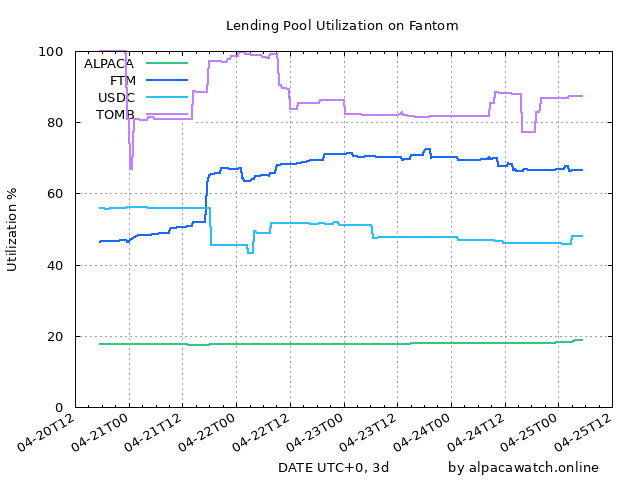 Lending Pool Utilization on Fantom
Utilization %
100
80
60
40
20
0
ALPACA
FTM
USDC
TOMB
04-20T12
04-21T00
04-21T12
04-22T00
04-22T12
04-23T00
04-23T12
04-24T00
04-24T12
04-25T00
04-25T12
DATE UTC+0, 3d
by alpacawatch.online